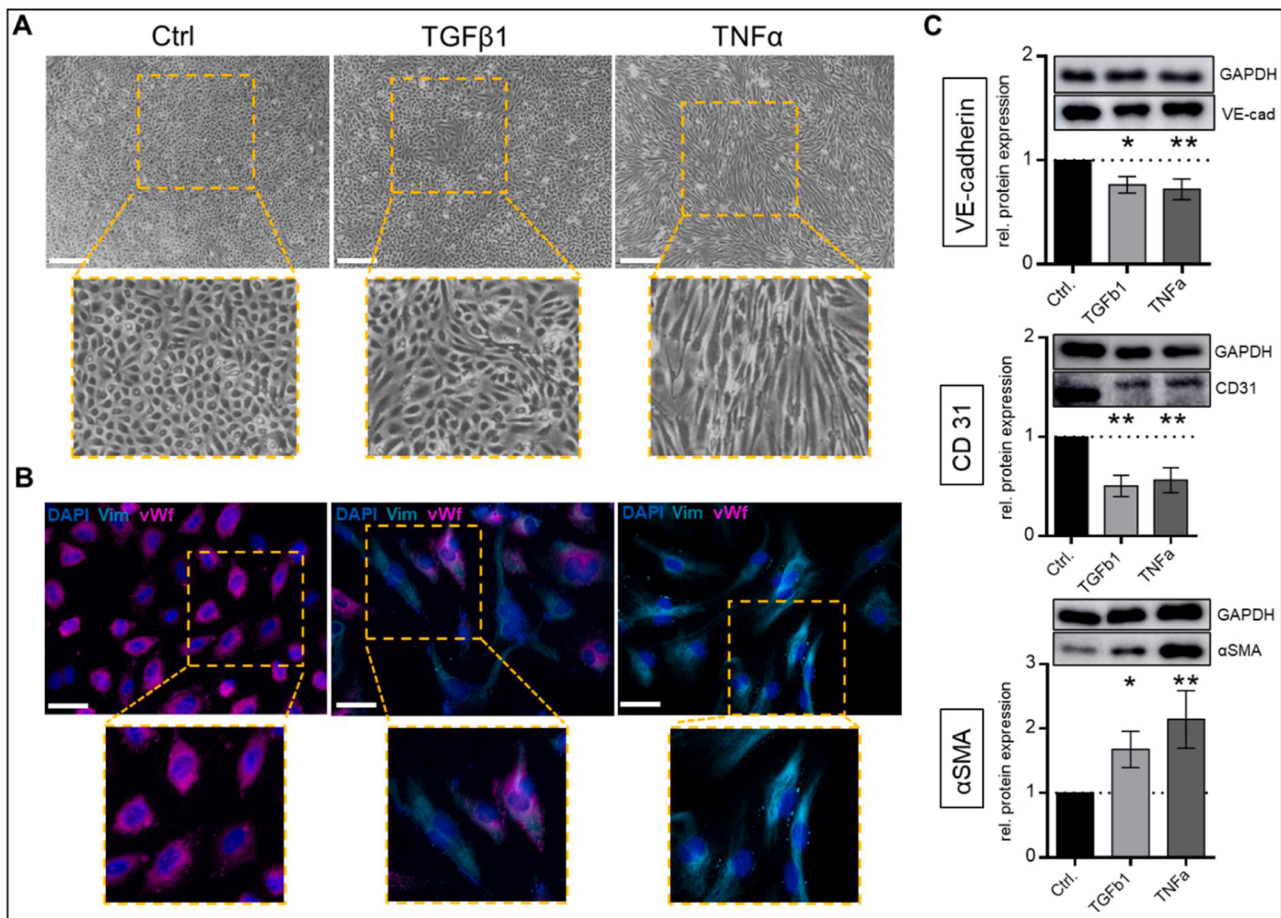 A
Ctrl
TGFβ1
TNFα
B
DAPI Vim vWf
DAPI Vim vWf
DAPI Vim vWf
C
VE-cadherin
rel. protein expression
2
1
0
GAPDH
VE-cad
*
**
Ctrl.
TGFb1
TNFa
CD 31
rel. protein expression
2
1
0
GAPDH
CD31
**
**
Ctrl.
TGFb1
TNFa
αSMA
rel. protein expression
3
2
1
0
GAPDH
αSMA
*
**
Ctrl.
TGFb1
TNFa